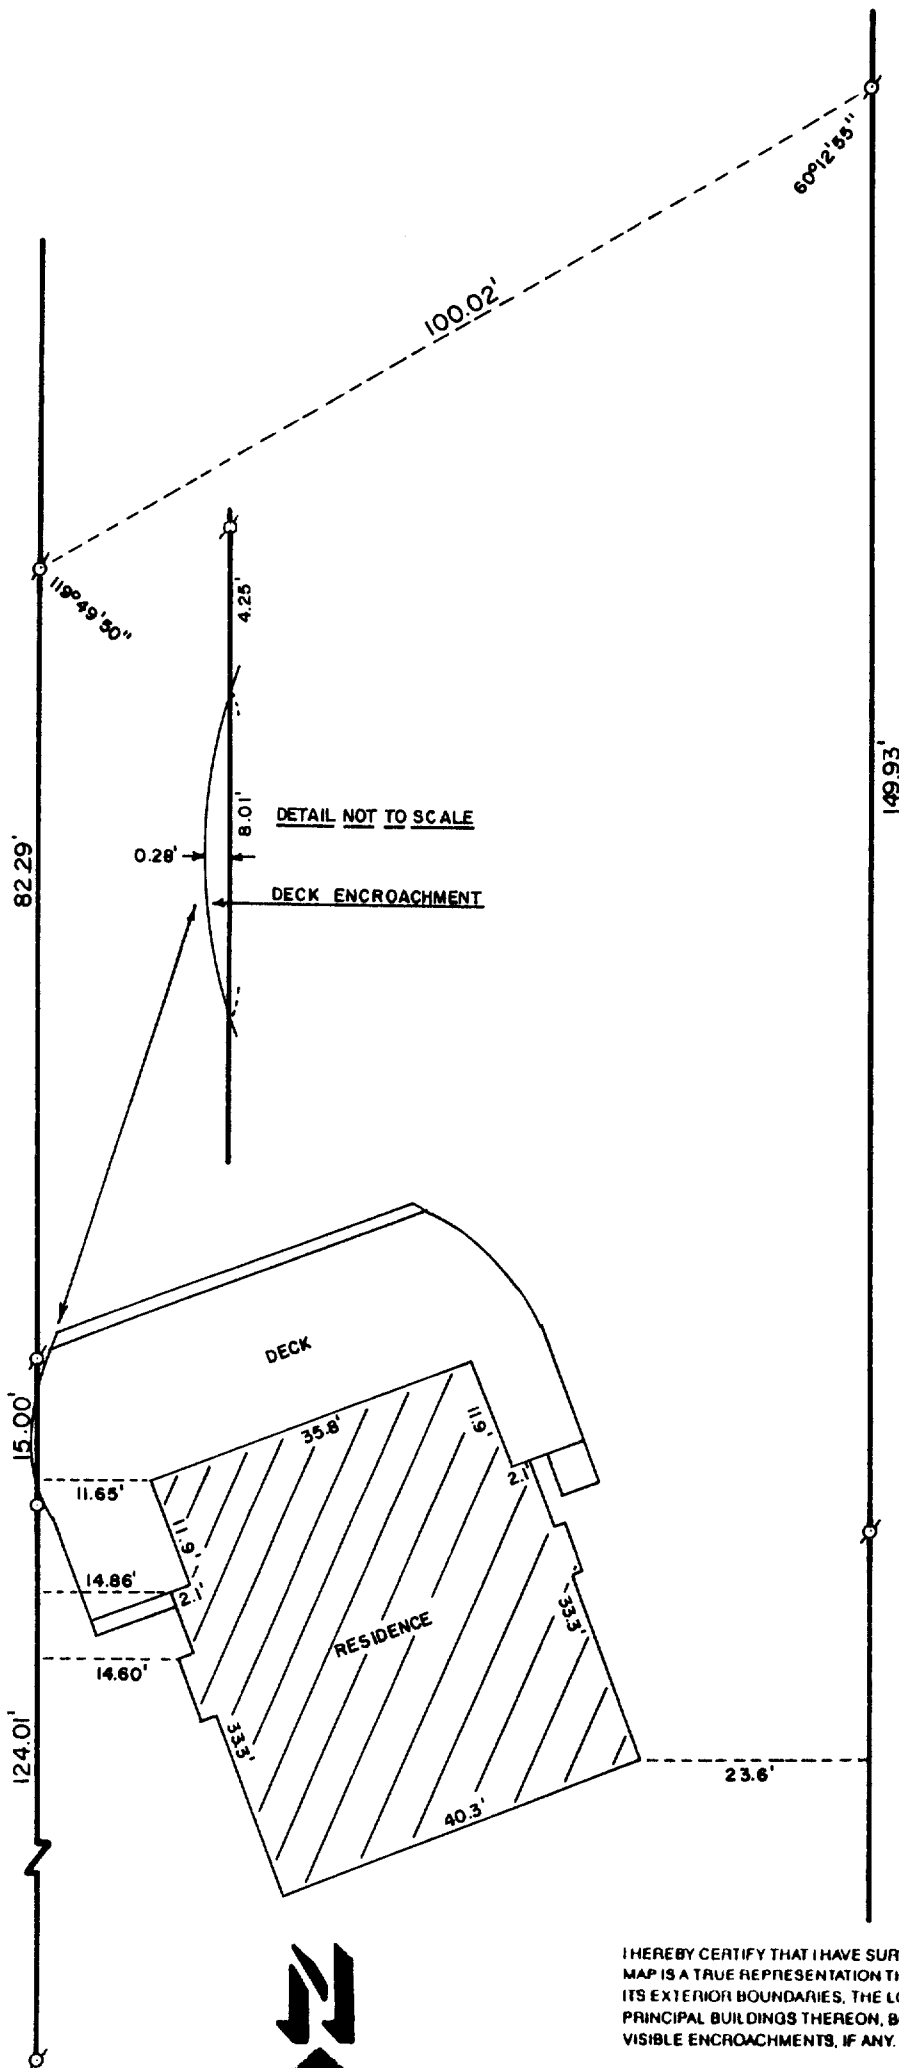 60°12'55"
100.02'
119°49'50"
4.25'
149.93'
8.01'
DETAIL NOT TO SCALE
82.29'
0.28'
DECK ENCROACHMENT
DECK
15.00'
35.8'
11.9'
2.1'
11.65'
11.9'
14.86'
2.1'
33.3'
RESIDENCE
14.60'
33.3'
124.01'
23.6'
40.3'
N
I HEREBY CERTIFY THAT I HAVE
MAP IS A TRUE REPRESENTATION
ITS EXTERIOR BOUNDARIES, THE
PRINCIPAL BUILDINGS THEREON,
VISIBLE ENCROACHMENTS, IF ANY.